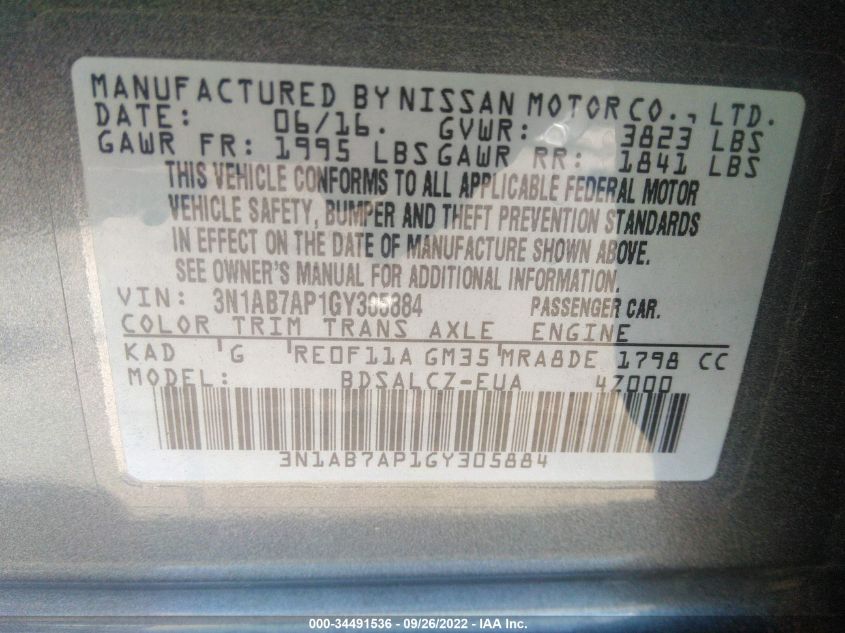 MANUFACTURED BY NISSAN MOTOR CO., LTD.
DATE: 06/16. GVWR: 3823 LBS
GAWR FR: 1995 LBS GAWR RR: 1841 LBS
THIS VEHICLE CONFORMS TO ALL APPLICABLE FEDERAL MOTOR
VEHICLE SAFETY, BUMPER AND THEFT PREVENTION STANDARDS
IN EFFECT ON THE DATE OF MANUFACTURE SHOWN ABOVE.
SEE OWNER'S MANUAL FOR ADDITIONAL INFORMATION.
VIN: 3N1AB7AP1GY305884 PASSENGER CAR.
COLOR TRIM TRANS AXLE ENGINE
KAD G RE0F11A GM35 MRA8DE 1798 CC
MODEL: BDSALCZ-EUA 4Z000
3N1AB7AP1GY305884
000-34491536 - 09/26/2022 - IAA Inc.